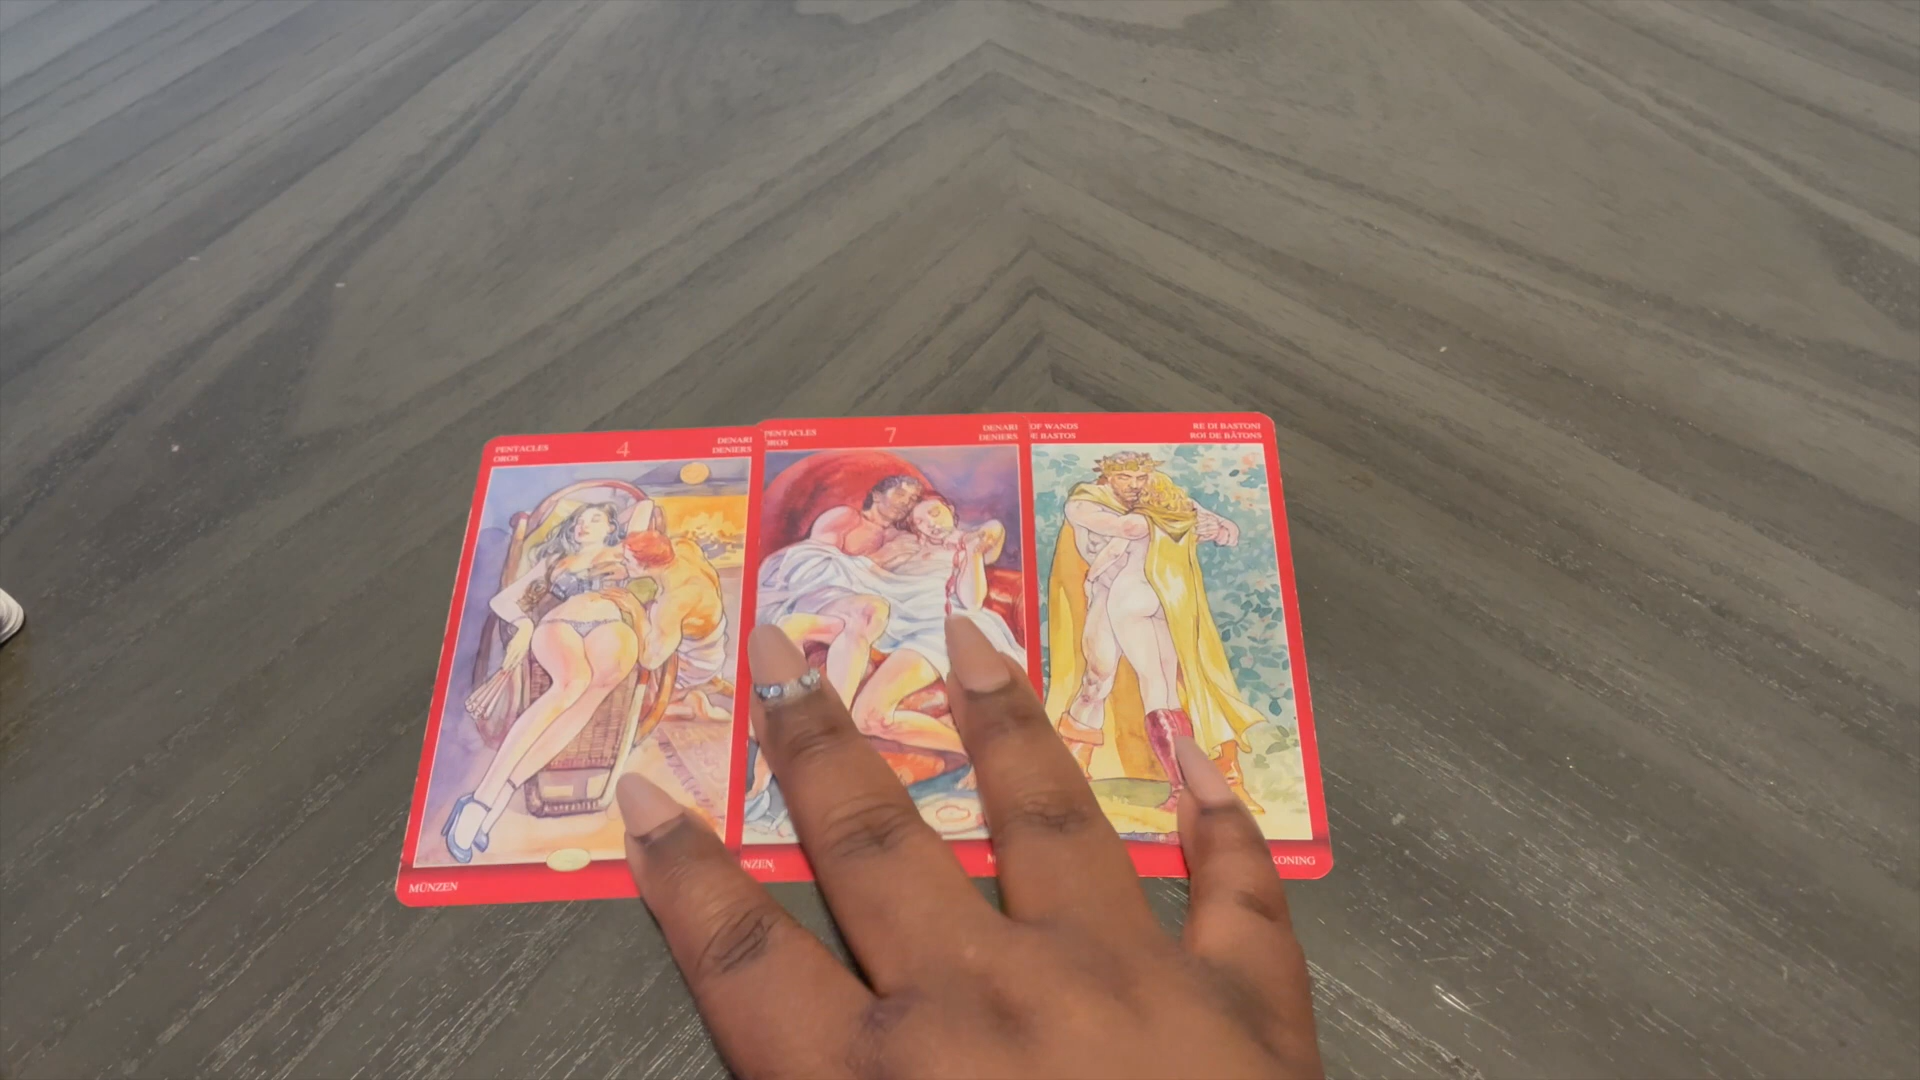 PENTACLES
OROS
4
DENARI
DENIERS
MÜNZEN
PENTACLES
OROS
7
DENARI
DENIERS
NZEN
OF WANDS
E BASTOS
RE DI BASTONI
ROI DE BÂTONS
KONING